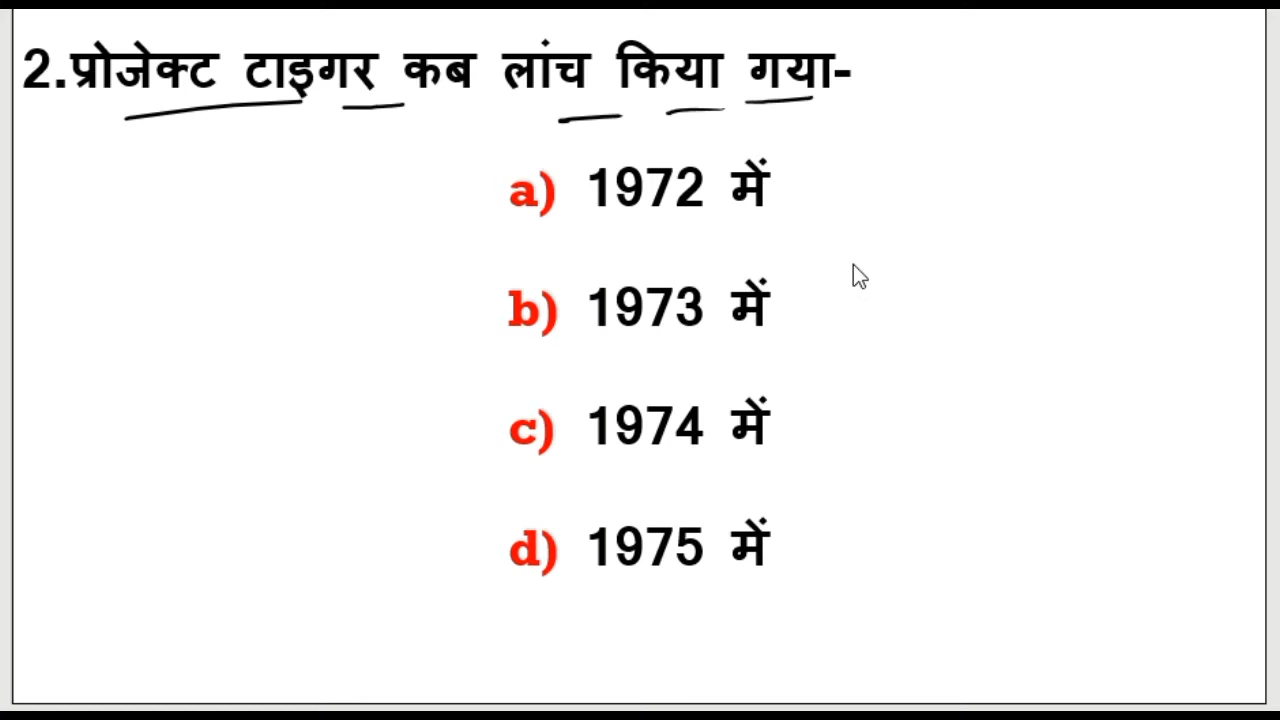 2.प्रोजेक्ट टाइगर कब लांच किया गया-
a) 1972 में
b) 1973 में
c) 1974 में
d) 1975 में